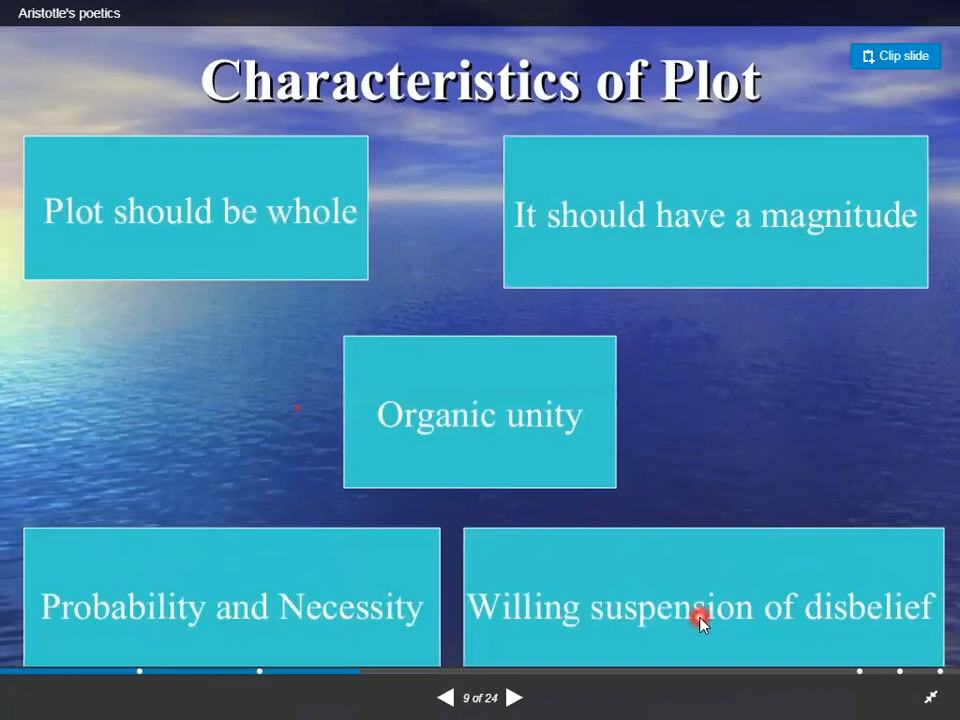 Aristotle's poetics
Clip slide
Characteristics of Plot
Plot should be whole
It should have a magnitude
Organic unity
Probability and Necessity
Willing suspension of disbelief
9 of 24